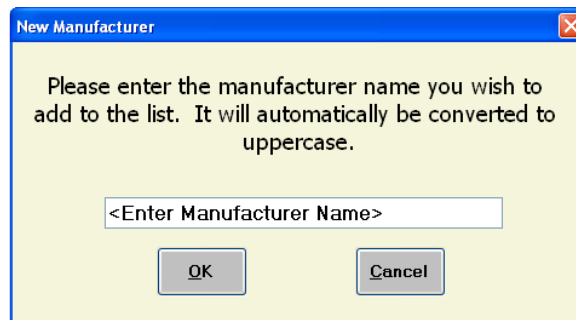 New Manufacturer
Please enter the manufacturer name you wish to
add to the list.  It will automatically be converted to
uppercase.
<Enter Manufacturer Name>
OK
Cancel